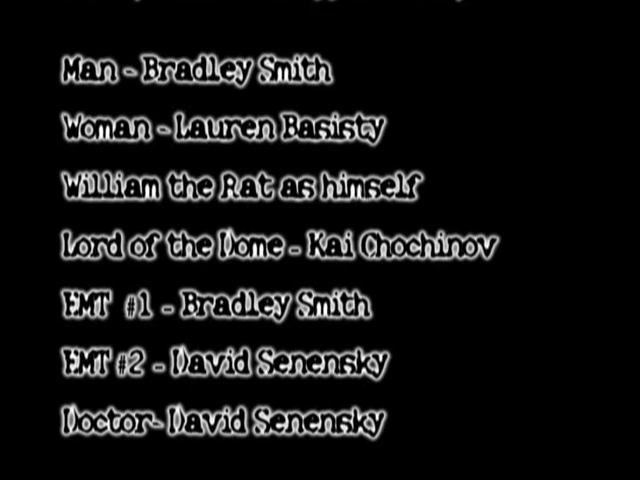 Man - Bradley Smith
Woman - Lauren Basisty
William the Rat as himself
Lord of the Dome - Kai Chochinov
EMT #1 - Bradley Smith
EMT #2 - David Senensky
Doctor- David Senensky